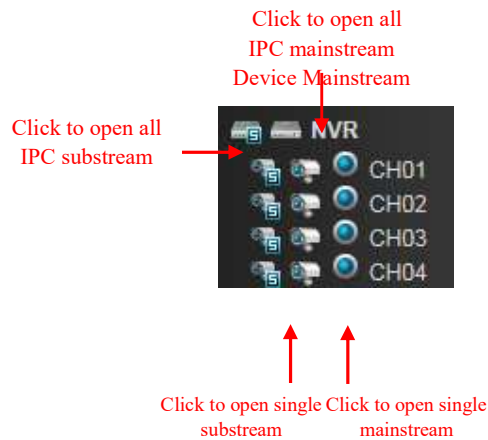 Click to open all
IPC mainstream
Device Mainstream
Click to open all
IPC substream
S NVR
S CH01
S CH02
S CH03
S CH04
Click to open single
substream
Click to open single
mainstream